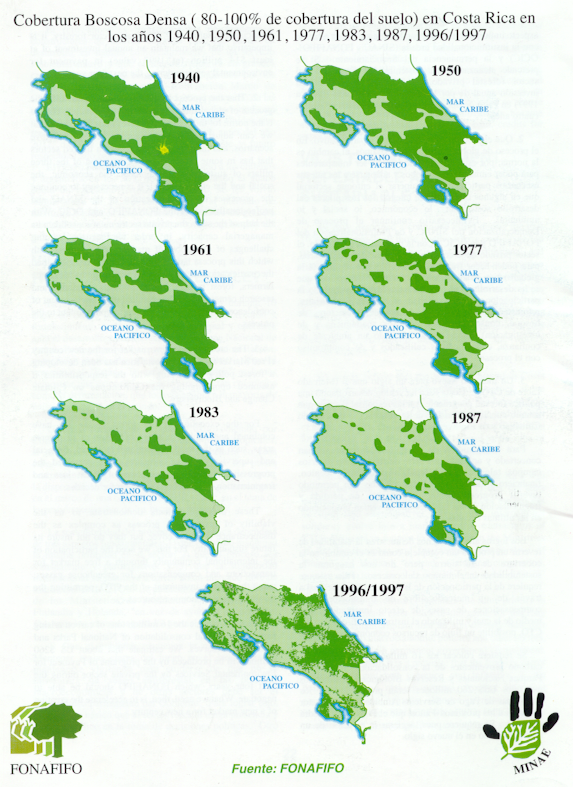 Cobertura Boscosa Densa ( 80-100% de cobertura del suelo) en Costa Rica en
los años 1940, 1950, 1961, 1977, 1983, 1987, 1996/1997
1940
MAR
CARIBE
OCEANO
PACIFICO
1950
MAR
CARIBE
OCEANO
PACIFICO
1961
MAR
CARIBE
OCEANO
PACIFICO
1977
MAR
CARIBE
OCEANO
PACIFICO
1983
MAR
CARIBE
OCEANO
PACIFICO
1987
MAR
CARIBE
OCEANO
PACIFICO
1996/1997
MAR
CARIBE
OCEANO
PACIFICO
FONAFIFO
Fuente: FONAFIFO
MINAE